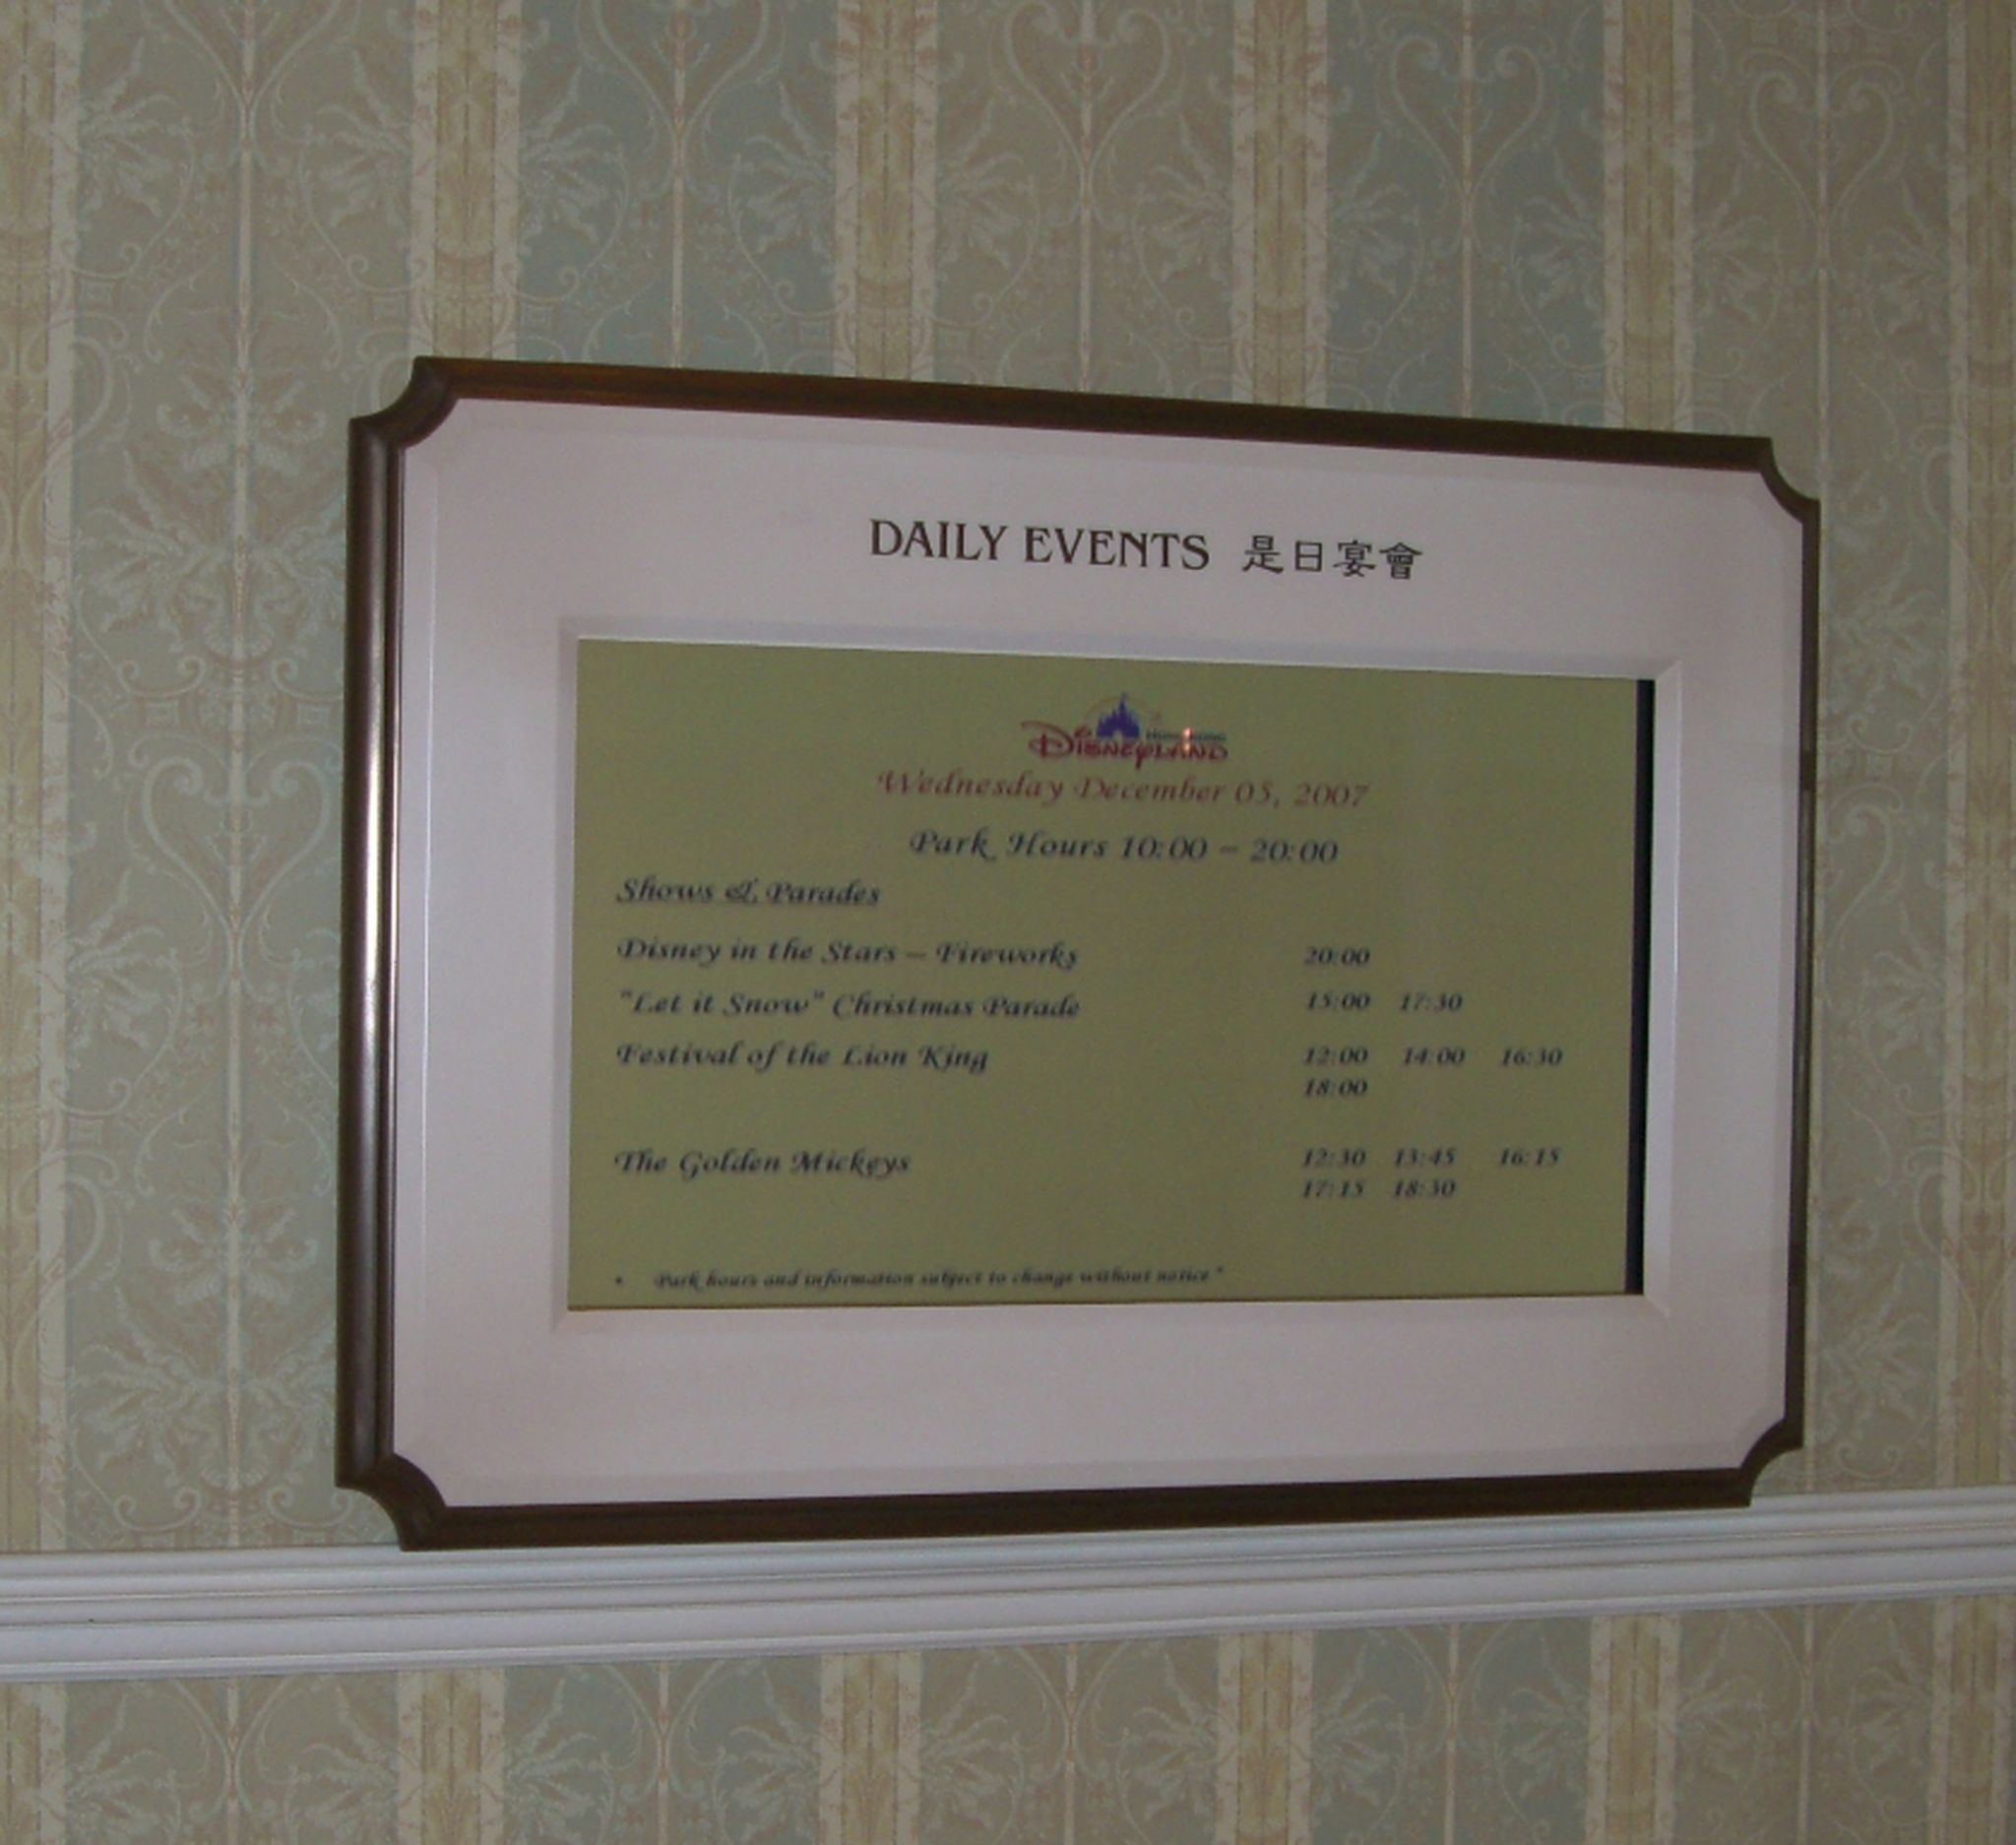 DAILY EVENTS 是日宴會
HONG KONG
DISNEYLAND
Wednesday December 05, 2007
Park Hours 10:00 – 20:00
Shows & Parades
Disney in the Stars – Fireworks 20:00
"Let it Snow" Christmas Parade 15:00 17:30
Festival of the Lion King 12:00 14:00 16:30
18:00
The Golden Mickeys 12:30 13:45 16:15
17:15 18:30
• Park hours and information subject to change without notice *